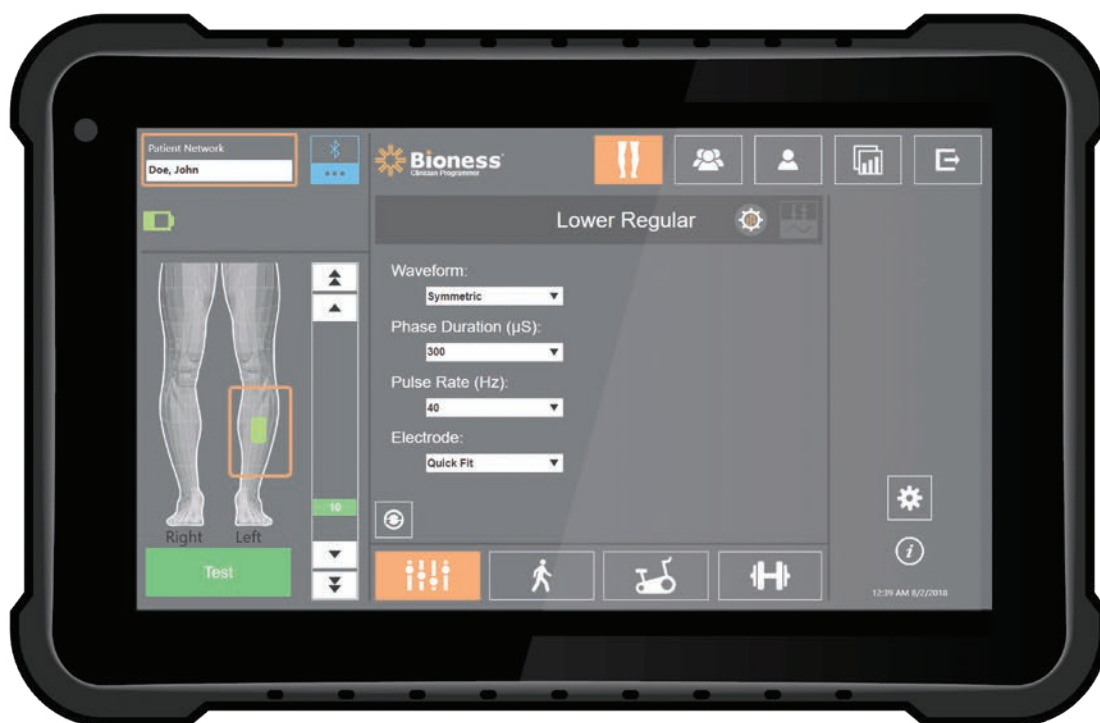 Patient Network
Doe, John
Bioness
Clinician Programmer
Lower Regular
Waveform:
Symmetric
Phase Duration (µS):
300
Pulse Rate (Hz):
40
Electrode:
Quick Fit
10
Right Left
Test
i
12:39 AM 8/2/2018